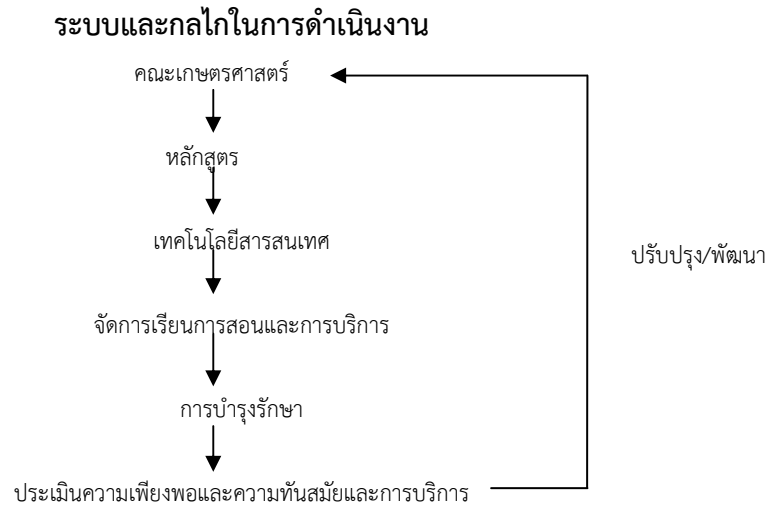 ระบบและกลไกในการดำเนินงาน
คณะเกษตรศาสตร์
หลักสูตร
เทคโนโลยีสารสนเทศ
จัดการเรียนการสอนและการบริการ
การบำรุงรักษา
ประเมินความเพียงพอและความทันสมัยและการบริการ
ปรับปรุง/พัฒนา